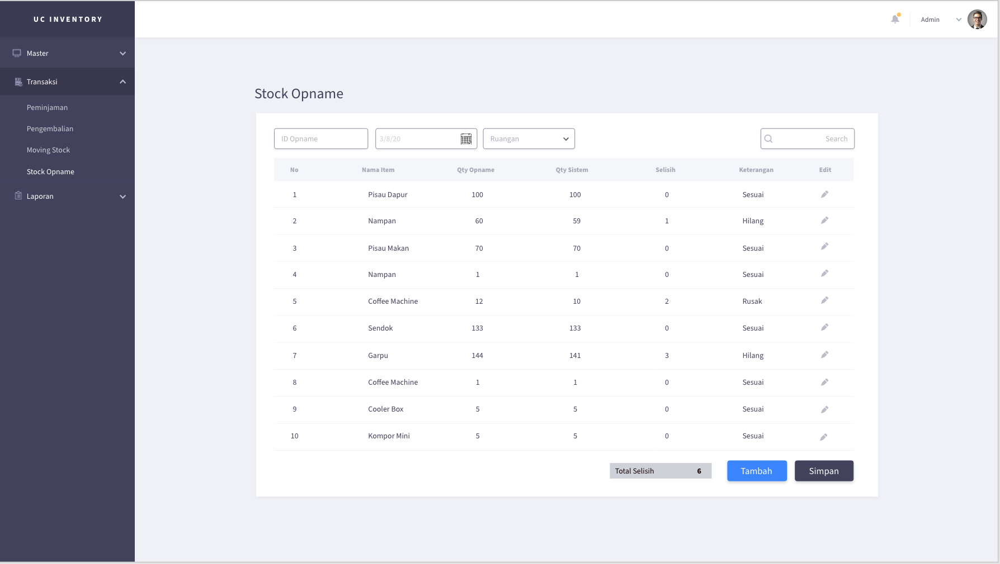 UC INVENTORY
Admin
Master
Transaksi
Peminjaman
Pengembalian
Moving Stock
Stock Opname
Laporan
Stock Opname
ID Opname 3/8/20 Ruangan Search
No Nama Item Qty Opname Qty Sistem Selisih Keterangan Edit
1 Pisau Dapur 100 100 0 Sesuai
2 Nampan 60 59 1 Hilang
3 Pisau Makan 70 70 0 Sesuai
4 Nampan 1 1 0 Sesuai
5 Coffee Machine 12 10 2 Rusak
6 Sendok 133 133 0 Sesuai
7 Garpu 144 141 3 Hilang
8 Coffee Machine 1 1 0 Sesuai
9 Cooler Box 5 5 0 Sesuai
10 Kompor Mini 5 5 0 Sesuai
Total Selisih 6 Tambah Simpan